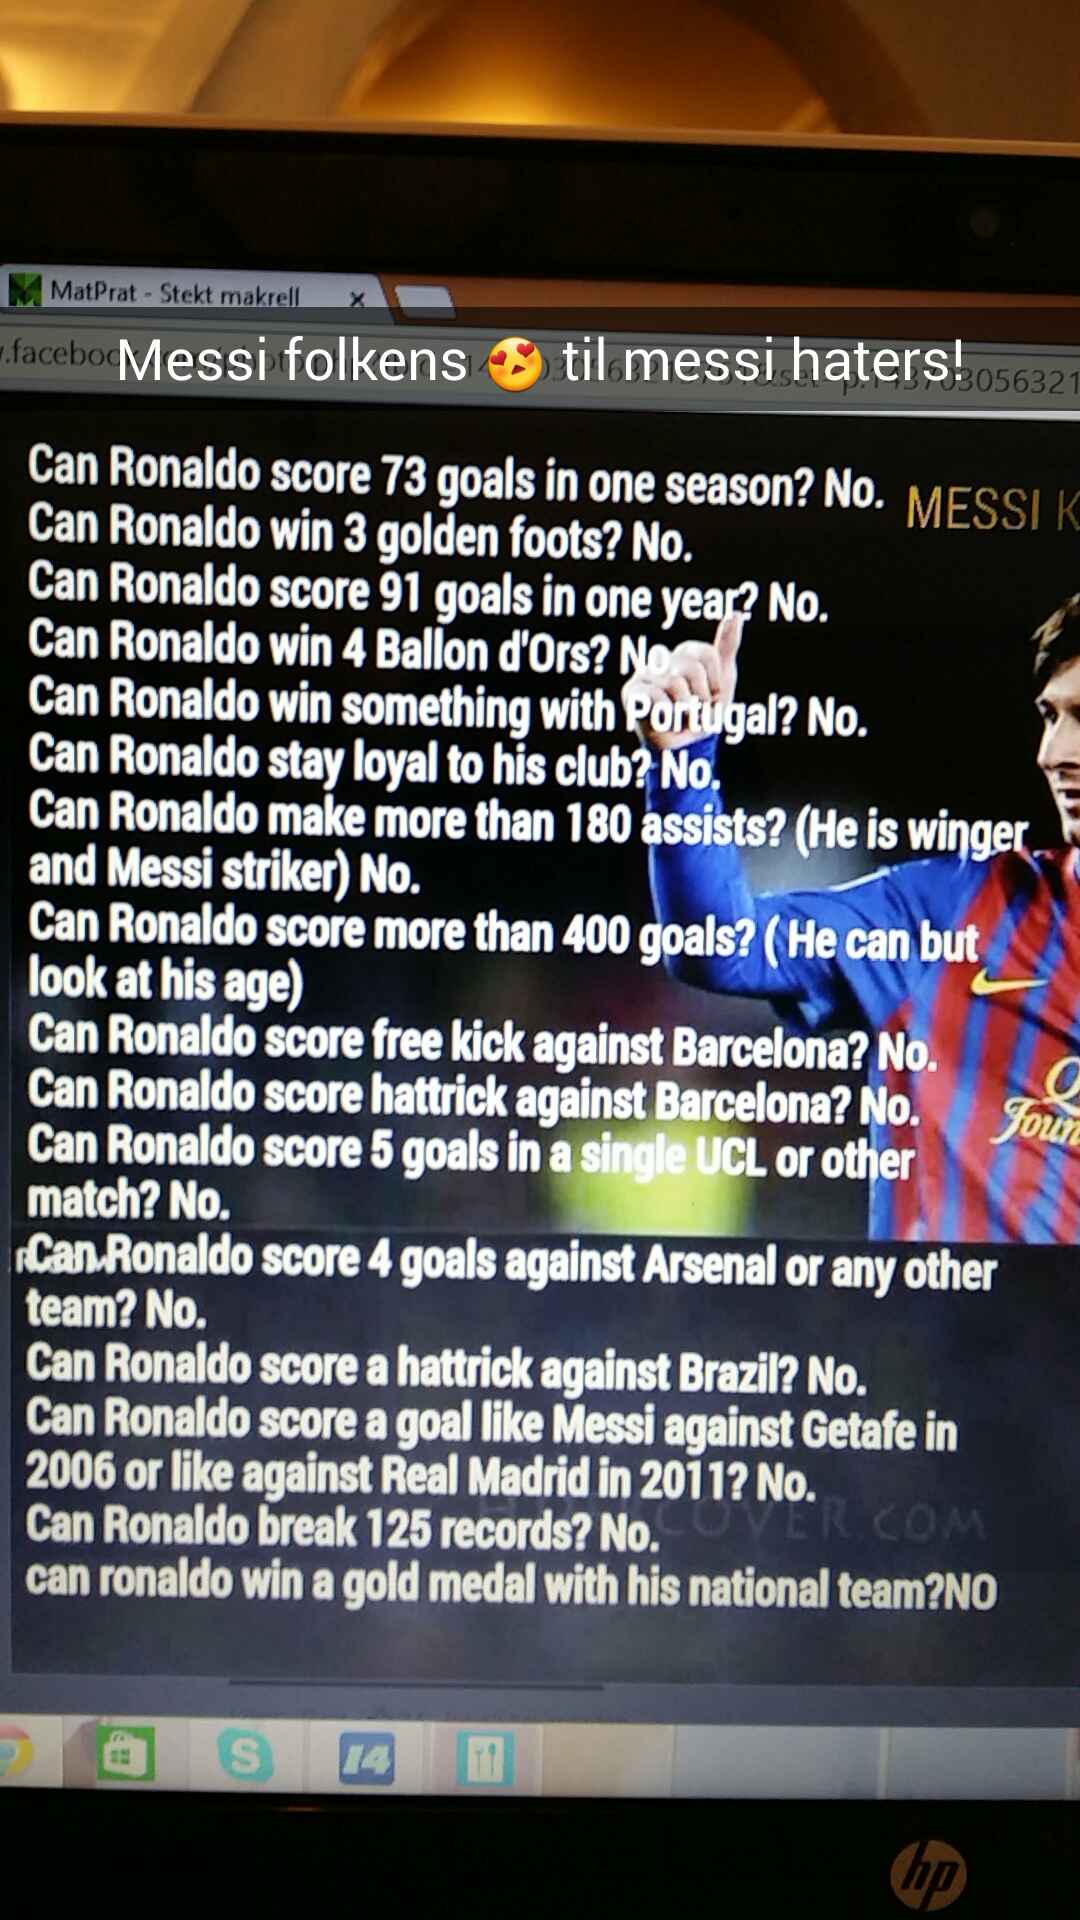 MatPrat - Stekt makrell
Messi folkens 😍 til messi haters!
Can Ronaldo score 73 goals in one season? No.
MESSI K
Can Ronaldo win 3 golden foots? No.
Can Ronaldo score 91 goals in one year? No.
Can Ronaldo win 4 Ballon d'Ors? No
Can Ronaldo win something with Portugal? No.
Can Ronaldo stay loyal to his club? No.
Can Ronaldo make more than 180 assists? (He is winger
and Messi striker) No.
Can Ronaldo score more than 400 goals? ( He can but
look at his age)
Can Ronaldo score free kick against Barcelona? No.
Can Ronaldo score hattrick against Barcelona? No.
Can Ronaldo score 5 goals in a single UCL or other
match? No.
Can Ronaldo score 4 goals against Arsenal or any other
team? No.
Can Ronaldo score a hattrick against Brazil? No.
Can Ronaldo score a goal like Messi against Getafe in
2006 or like against Real Madrid in 2011? No.
Can Ronaldo break 125 records? No.
can ronaldo win a gold medal with his national team?NO
14
hp